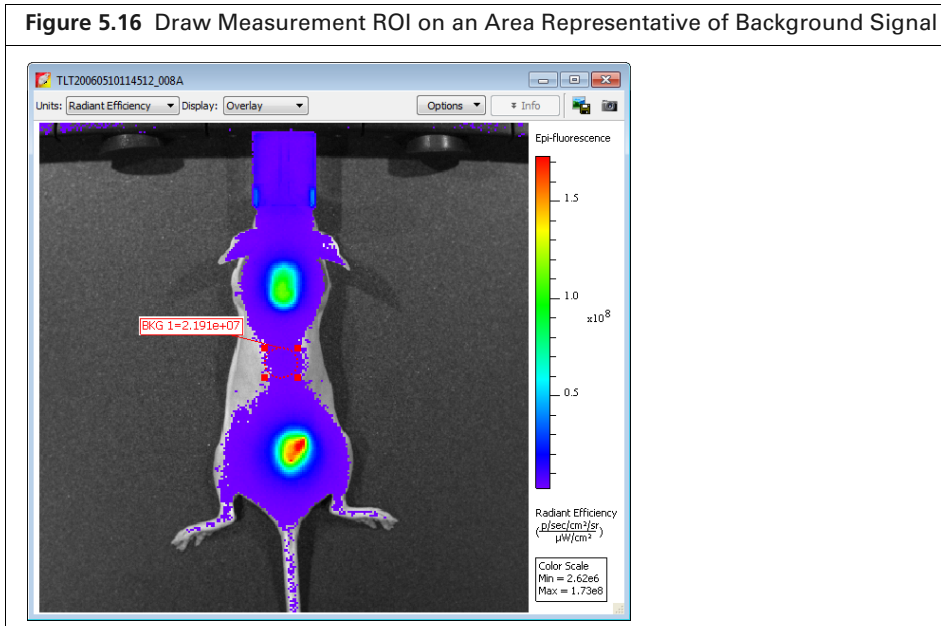 Figure 5.16 Draw Measurement ROI on an Area Representative of Background Signal
TLT20060510114512_008A
Units: Radiant Efficiency Display: Overlay Options Info
Epi-fluorescence
1.5
1.0
x10⁸
0.5
BKG 1=2.191e+07
Radiant Efficiency
(p/sec/cm²/sr
µW/cm²)
Color Scale
Min = 2.62e6
Max = 1.73e8